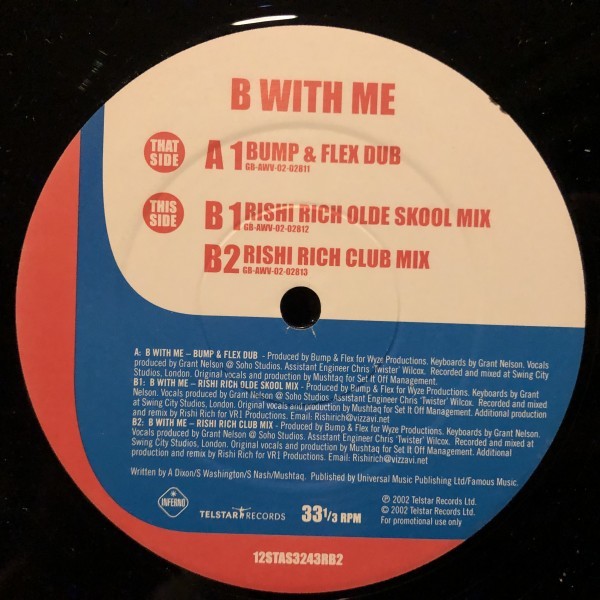 B WITH ME
THAT SIDE
A1 BUMP & FLEX DUB
GB-AWV-02-02811
THIS SIDE
B1 RISHI RICH OLDE SKOOL MIX
GB-AWV-02-02812
B2 RISHI RICH CLUB MIX
GB-AWV-02-02813
A: B WITH ME – BUMP & FLEX DUB - Produced by Bump & Flex for Wyze Productions. Keyboards by Grant Nelson. Vocals
produced by Grant Nelson @ Soho Studios. Assistant Engineer Chris 'Twister' Wilcox. Recorded and mixed at Swing City
Studios, London. Original vocals and production by Mushtaq for Set It Off Management.
B1: B WITH ME – RISHI RICH OLDE SKOOL MIX - Produced by Bump & Flex for Wyze Productions. Keyboards by Grant
Nelson. Vocals produced by Grant Nelson @ Soho Studios. Assistant Engineer Chris 'Twister' Wilcox. Recorded and mixed
at Swing City Studios, London. Original vocals and production by Mushtaq for Set It Off Management. Additional production
and remix by Rishi Rich for VR1 Productions. Email: Rishirich@vizzavi.net
B2: B WITH ME – RISHI RICH CLUB MIX - Produced by Bump & Flex for Wyze Productions. Keyboards by Grant Nelson.
Vocals produced by Grant Nelson @ Soho Studios. Assistant Engineer Chris 'Twister' Wilcox. Recorded and mixed at
Swing City Studios, London. Original vocals and production by Mushtaq for Set It Off Management. Additional
production and remix by Rishi Rich for VR1 Productions. Email: Rishirich@vizzavi.net
Written by A Dixon/S Washington/S Nash/Mushtaq. Published by Universal Music Publishing Ltd/Famous Music.
INFERNO
TELSTAR RECORDS
33 1/3 RPM
℗ 2002 Telstar Records Ltd.
© 2002 Telstar Records Ltd.
For promotional use only
12STAS3243RB2